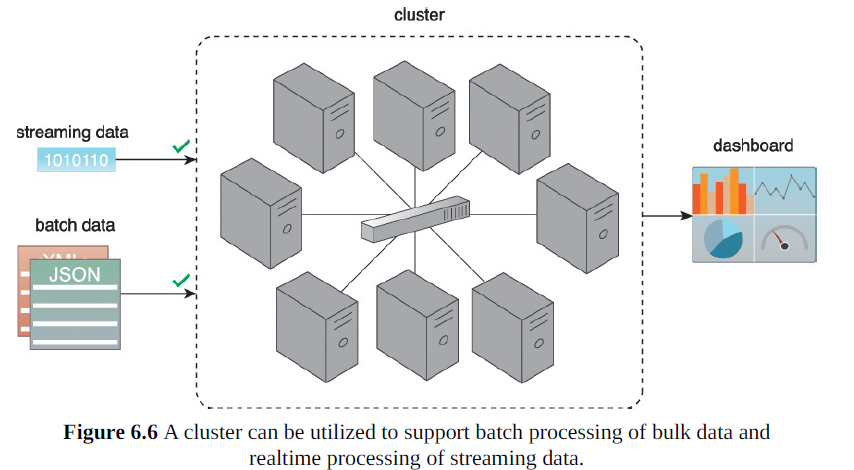 cluster
streaming data
1010110
batch data
XML
JSON
dashboard
Figure 6.6 A cluster can be utilized to support batch processing of bulk data and
realtime processing of streaming data.